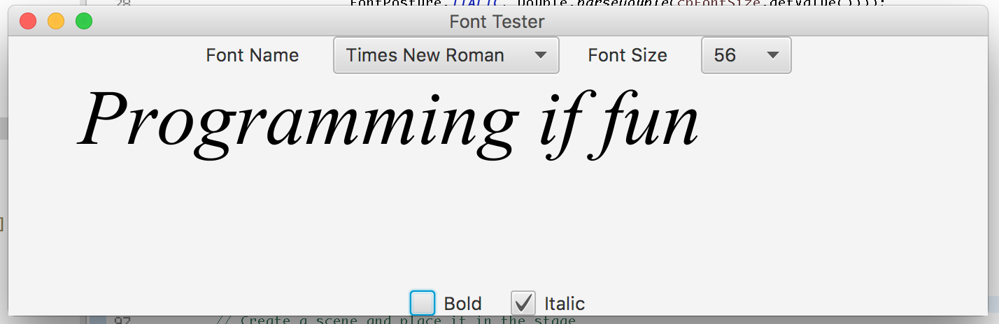 28 FontPosture.ITALIC, Double.parseDouble(cbFontSize.getValue())));
Font Tester
Font Name Times New Roman Font Size 56
Programming if fun
Bold Italic
97 // Create a scene and place it in the stage